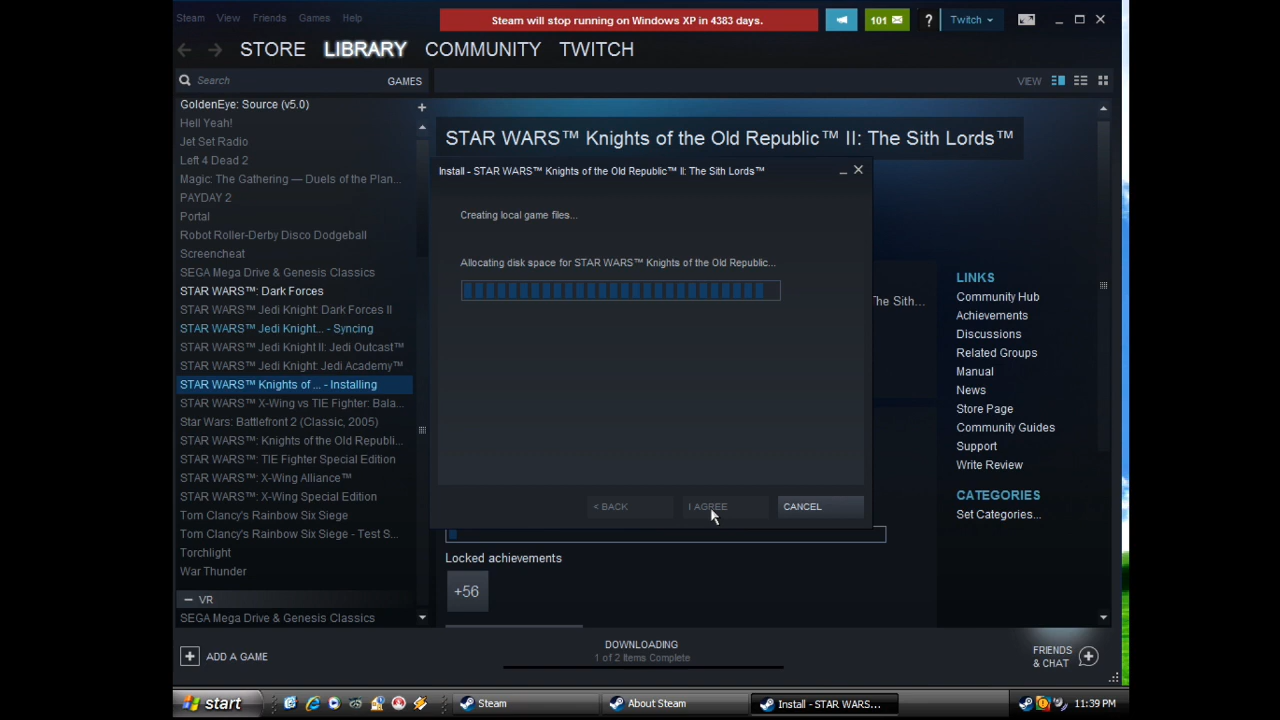 Steam View Friends Games Help
Steam will stop running on Windows XP in 4383 days.
101
?
Twitch
STORE LIBRARY COMMUNITY TWITCH
Search
GAMES
VIEW
GoldenEye: Source (v5.0)
Hell Yeah!
Jet Set Radio
Left 4 Dead 2
Magic: The Gathering — Duels of the Plan...
PAYDAY 2
Portal
Robot Roller-Derby Disco Dodgeball
Screencheat
SEGA Mega Drive & Genesis Classics
STAR WARS™: Dark Forces
STAR WARS™ Jedi Knight: Dark Forces II
STAR WARS™ Jedi Knight... - Syncing
STAR WARS™ Jedi Knight II: Jedi Outcast™
STAR WARS™ Jedi Knight: Jedi Academy™
STAR WARS™ Knights of ... - Installing
STAR WARS™ X-Wing vs TIE Fighter: Bala...
Star Wars: Battlefront 2 (Classic, 2005)
STAR WARS™: Knights of the Old Republi...
STAR WARS™: TIE Fighter Special Edition
STAR WARS™: X-Wing Alliance™
STAR WARS™: X-Wing Special Edition
Tom Clancy's Rainbow Six Siege
Tom Clancy's Rainbow Six Siege - Test S...
Torchlight
War Thunder
VR
SEGA Mega Drive & Genesis Classics
STAR WARS™ Knights of the Old Republic™ II: The Sith Lords™
Install - STAR WARS™ Knights of the Old Republic™ II: The Sith Lords™
Creating local game files...
Allocating disk space for STAR WARS™ Knights of the Old Republic...
< BACK
I AGREE
CANCEL
The Sith...
Locked achievements
+56
LINKS
Community Hub
Achievements
Discussions
Related Groups
Manual
News
Store Page
Community Guides
Support
Write Review
CATEGORIES
Set Categories...
ADD A GAME
DOWNLOADING
1 of 2 Items Complete
FRIENDS
& CHAT
start
Steam
About Steam
Install - STAR WARS...
11:39 PM